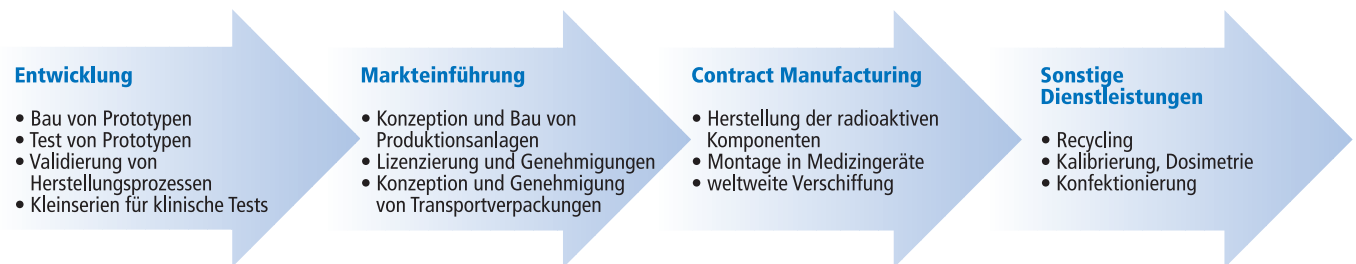 Entwicklung
• Bau von Prototypen
• Test von Prototypen
• Validierung von
Herstellungsprozessen
• Kleinserien für klinische Tests
Markteinführung
• Konzeption und Bau von
Produktionsanlagen
• Lizenzierung und Genehmigungen
• Konzeption und Genehmigung
von Transportverpackungen
Contract Manufacturing
• Herstellung der radioaktiven
Komponenten
• Montage in Medizingeräte
• weltweite Verschiffung
Sonstige
Dienstleistungen
• Recycling
• Kalibrierung, Dosimetrie
• Konfektionierung